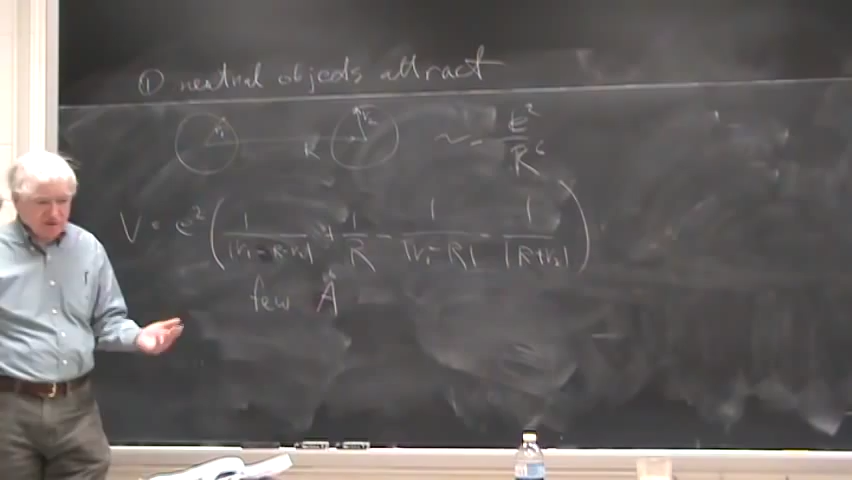 ① neutral objects attract
r₁ R r₂ ~ - e²/R⁶
V = e² ( 1/|r₁ - R - r₂| + 1/R - 1/|r₁ - R| - 1/|R + r₂| )
few Å